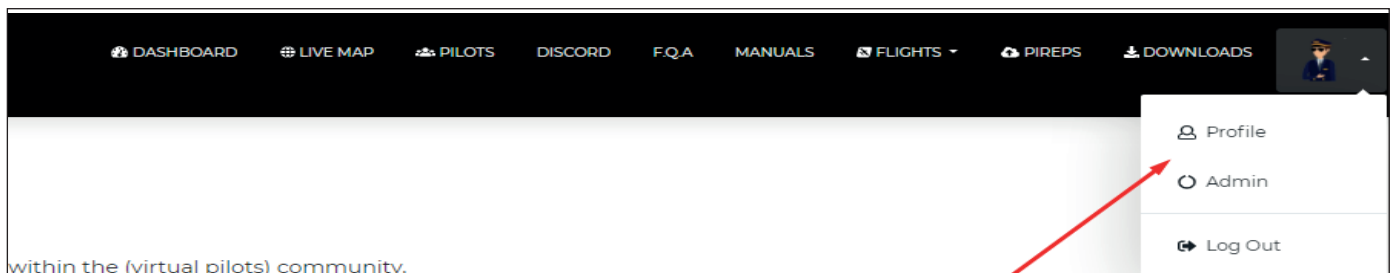 DASHBOARD LIVE MAP PILOTS DISCORD F.Q.A MANUALS FLIGHTS PIREPS DOWNLOADS
Profile
Admin
Log Out
within the (virtual pilots) community.